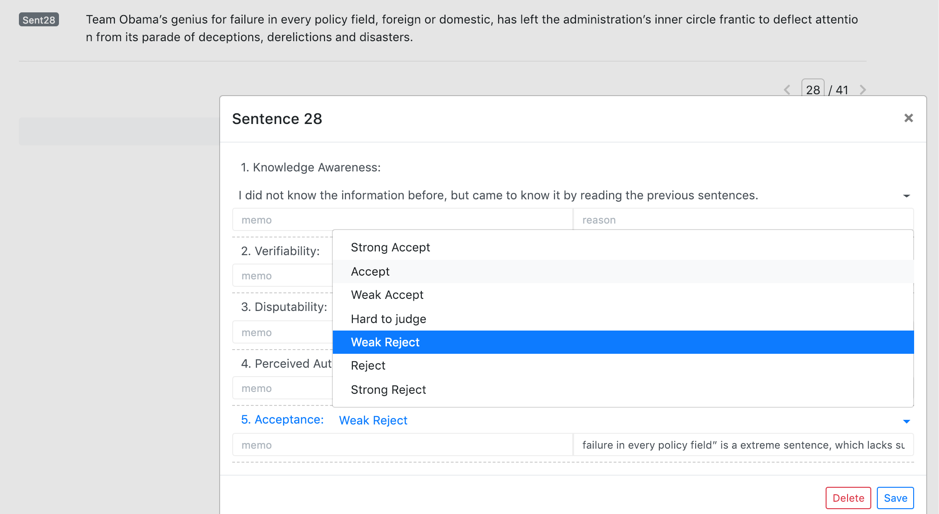 Sent28
Team Obama's genius for failure in every policy field, foreign or domestic, has left the administration's inner circle frantic to deflect attentio
n from its parade of deceptions, derelictions and disasters.
28 / 41
Sentence 28
×
1. Knowledge Awareness:
I did not know the information before, but came to know it by reading the previous sentences.
memo reason
2. Verifiability:
memo
3. Disputability:
memo
4. Perceived Aut
memo
Strong Accept
Accept
Weak Accept
Hard to judge
Weak Reject
Reject
Strong Reject
5. Acceptance: Weak Reject
memo failure in every policy field" is a extreme sentence, which lacks su
Delete Save